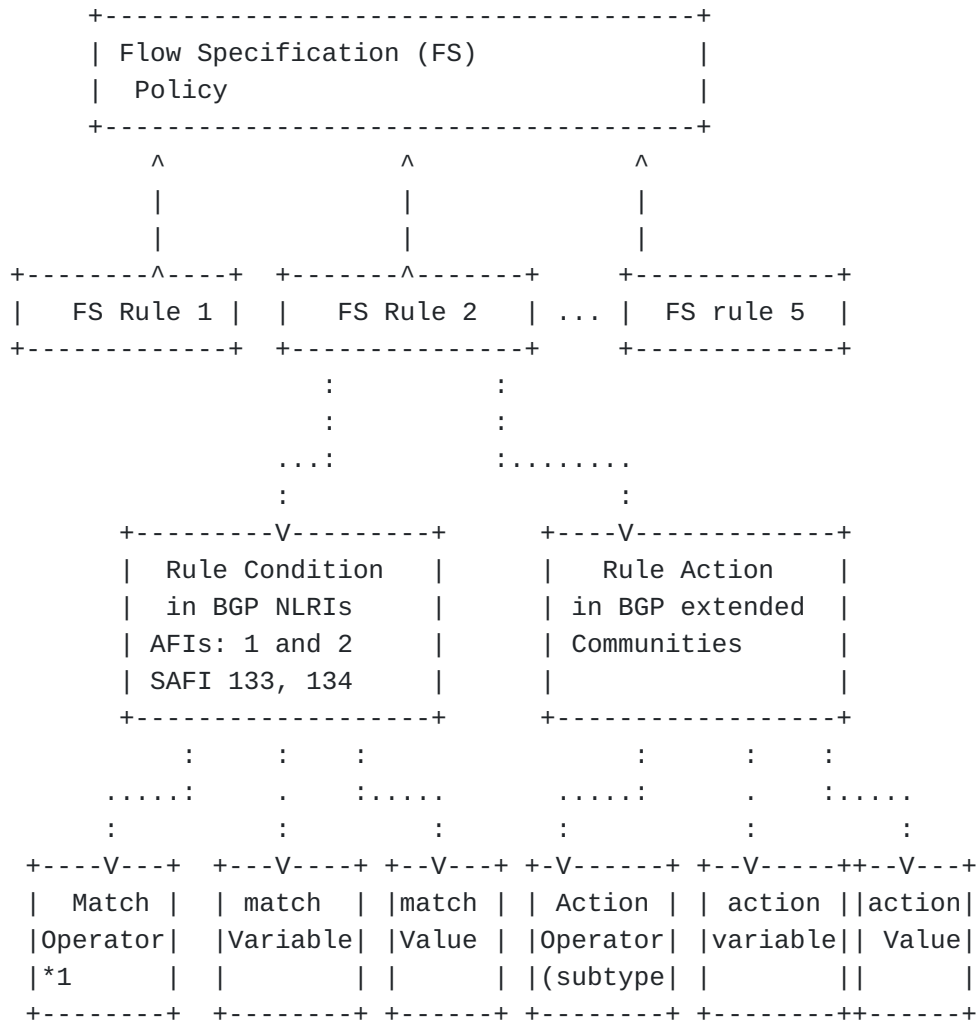 +--------------------------------------+
| Flow Specification (FS)              |
|  Policy                              |
+--------------------------------------+
    ^               ^              ^
    |               |              |
    |               |              |
+--------^----+  +-------^-------+     +-------------+
|    FS Rule 1 |  |   FS Rule 2   | ... |  FS rule 5  |
+-------------+  +---------------+     +------------+
                    :          :
                    :          :
                 ...:          :........
                 :                     :
       +---------V---------+      +----V-------------+
       |  Rule Condition   |      |   Rule Action    |
       |  in BGP NLRIs     |      | in BGP extended  |
       | AFIs: 1 and 2     |      | Communities      |
       | SAFI 133, 134     |      |                  |
       +-------------------+      +------------------+
           :     :    :                 :      :    :
      .....:     .    :.....       .....:      .    :.....
      :          :         :       :           :         :
 +----V---+  +---V----+ +--V---+ +-V------+ +--V-----++--V---+
 |  Match |  | match  | |match | | Action | | action ||action|
 |Operator|  |Variable| |Value | |Operator| |variable|| Value|
 |*1      |  |        | |      | |(subtype| |        ||      |
 +--------+  +--------+ +------+ +--------+ +--------++------+